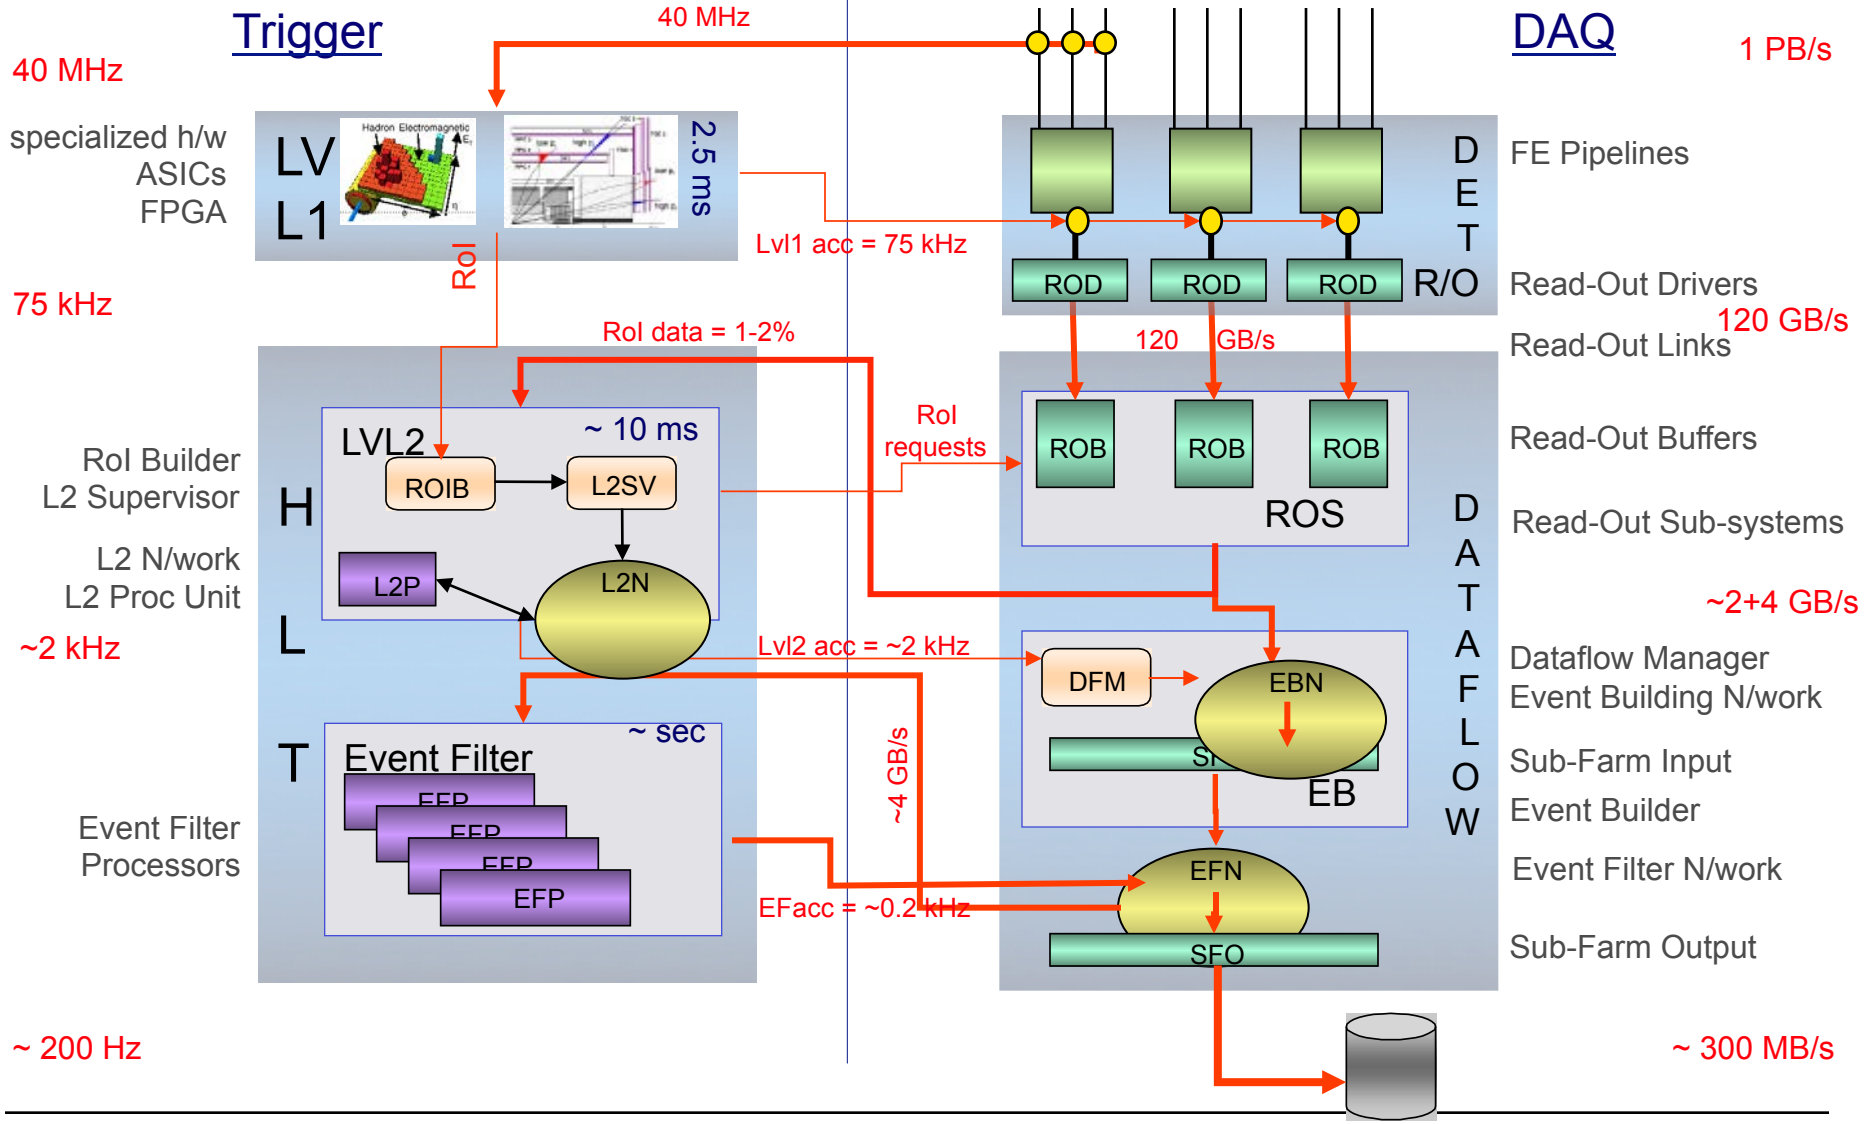 Trigger
40 MHz
DAQ
1 PB/s
40 MHz
specialized h/w
ASICs
FPGA
LV
L1
Hadron Electromagnetic
2.5 ms
D
E
T
R/O
FE Pipelines
RoI
Lvl1 acc = 75 kHz
ROD
ROD
ROD
Read-Out Drivers
75 kHz
120 GB/s
RoI data = 1-2%
120 GB/s
Read-Out Links
H
L
T
LVL2
~ 10 ms
RoI
requests
ROB
ROB
ROB
ROS
Read-Out Buffers
RoI Builder
L2 Supervisor
ROIB
L2SV
D
A
T
A
F
L
O
W
Read-Out Sub-systems
L2 N/work
L2 Proc Unit
L2P
L2N
~2+4 GB/s
~2 kHz
Lvl2 acc = ~2 kHz
DFM
EBN
Dataflow Manager
Event Building N/work
~ sec
Event Filter
~4 GB/s
EB
Sub-Farm Input
Event Builder
EFP
EFP
EFP
EFP
Event Filter
Processors
EFacc = ~0.2 kHz
EFN
Event Filter N/work
SFO
Sub-Farm Output
~ 200 Hz
~ 300 MB/s